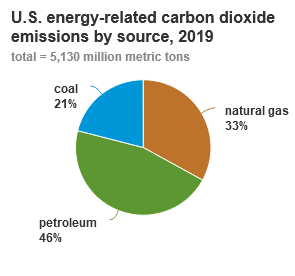 U.S. energy-related carbon dioxide
emissions by source, 2019
total = 5,130 million metric tons
coal
21%
natural gas
33%
petroleum
46%